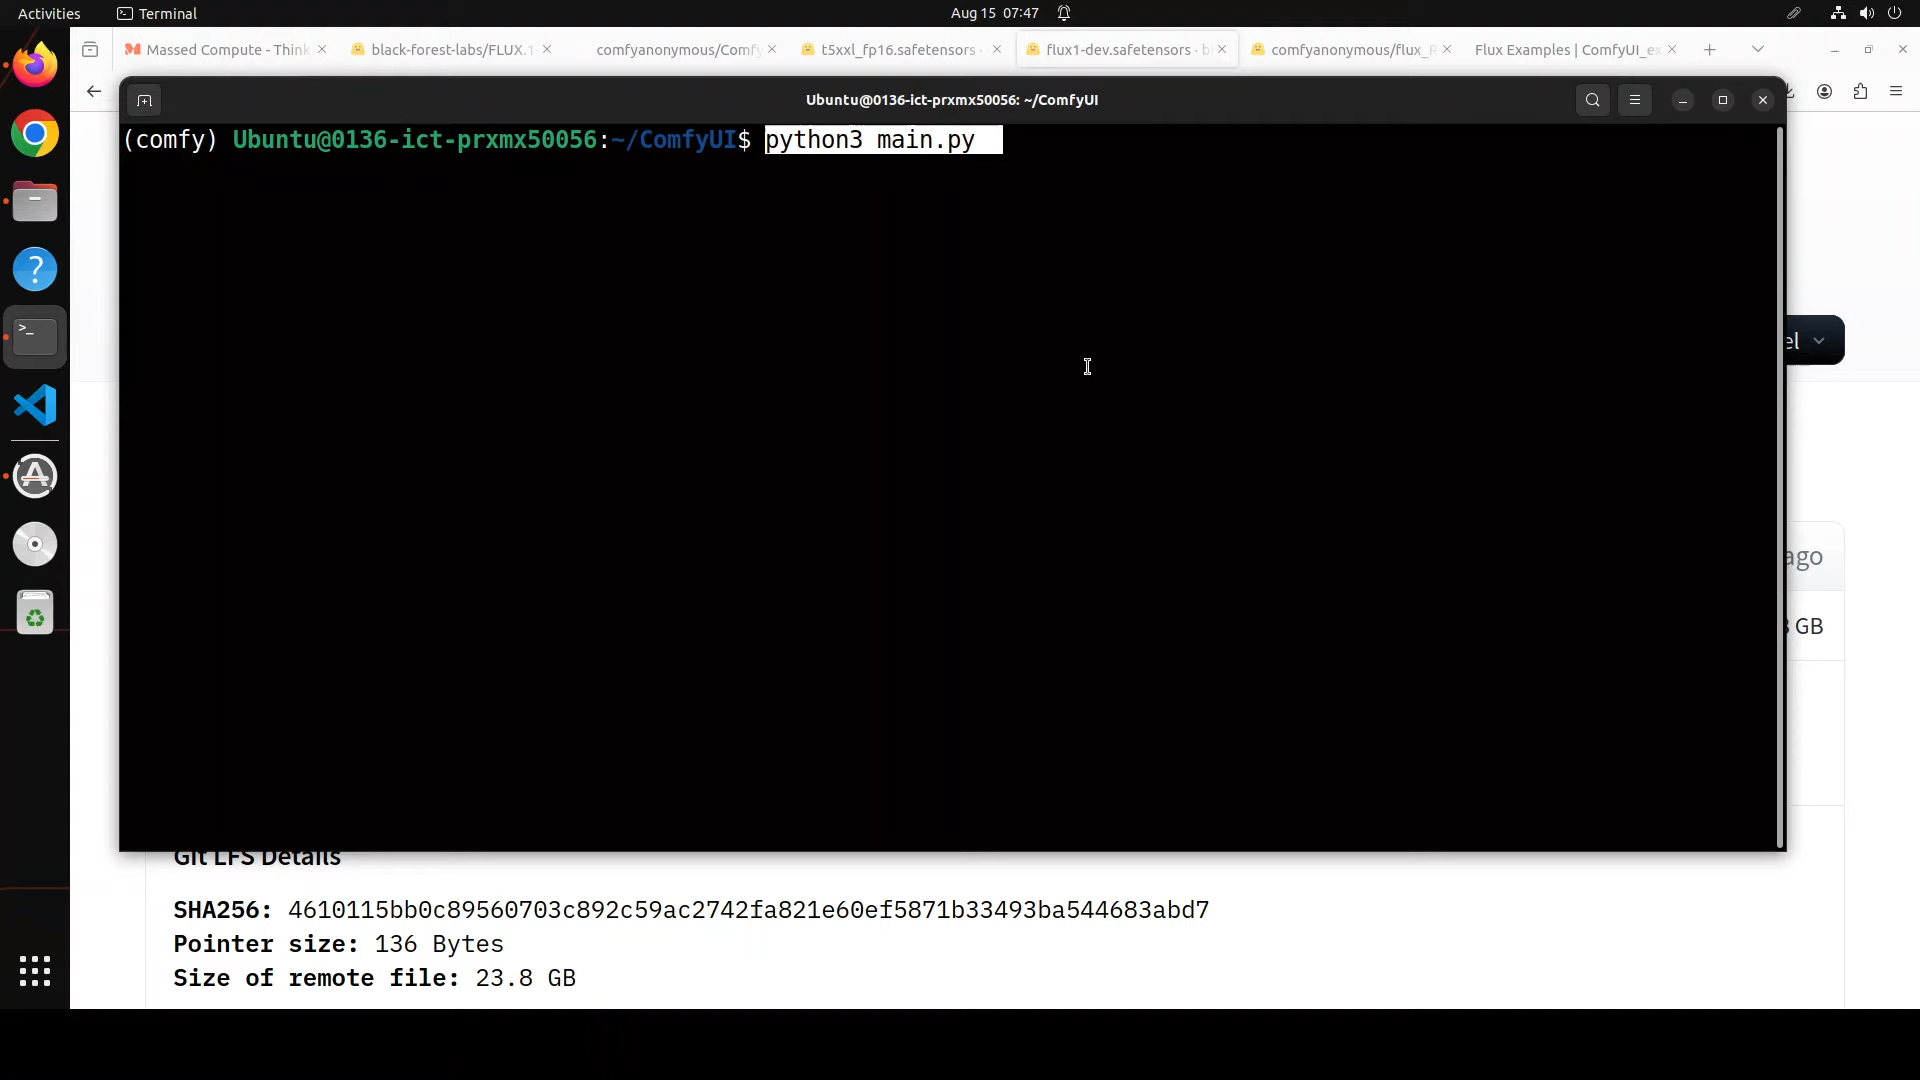 Activities Terminal Aug 15 07:47
Massed Compute - Think black-forest-labs/FLUX.1 comfyanonymous/Comfy t5xxl_fp16.safetensors - flux1-dev.safetensors · b comfyanonymous/flux_R Flux Examples | ComfyUI_ex
Ubuntu@0136-ict-prxmx50056: ~/ComfyUI
(comfy) Ubuntu@0136-ict-prxmx50056:~/ComfyUI$ python3 main.py
el
ago
GB
Git LFS Details
SHA256: 4610115bb0c89560703c892c59ac2742fa821e60ef5871b33493ba544683abd7
Pointer size: 136 Bytes
Size of remote file: 23.8 GB